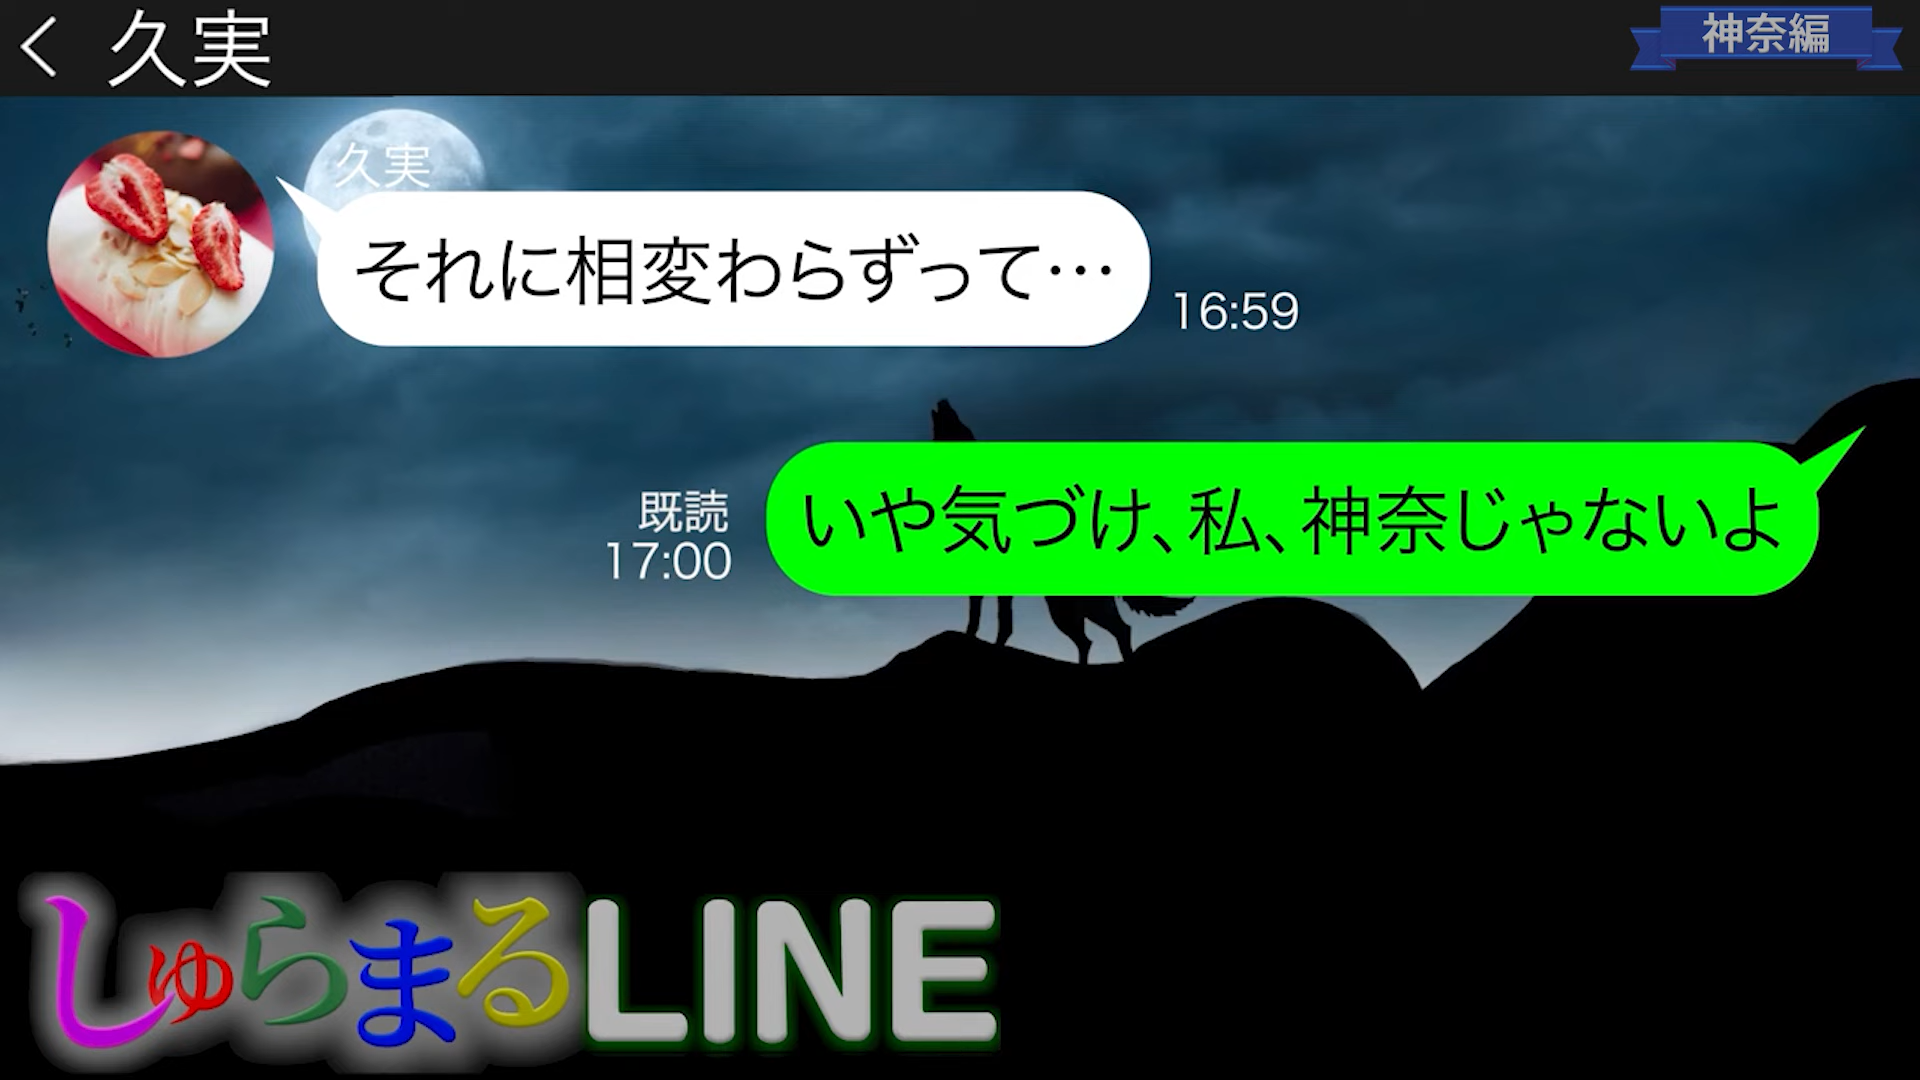 久実
神奈編
久実
それに相変わらずって…
16:59
いや気づけ、私、神奈じゃないよ
既読
17:00
しゅらまるLINE